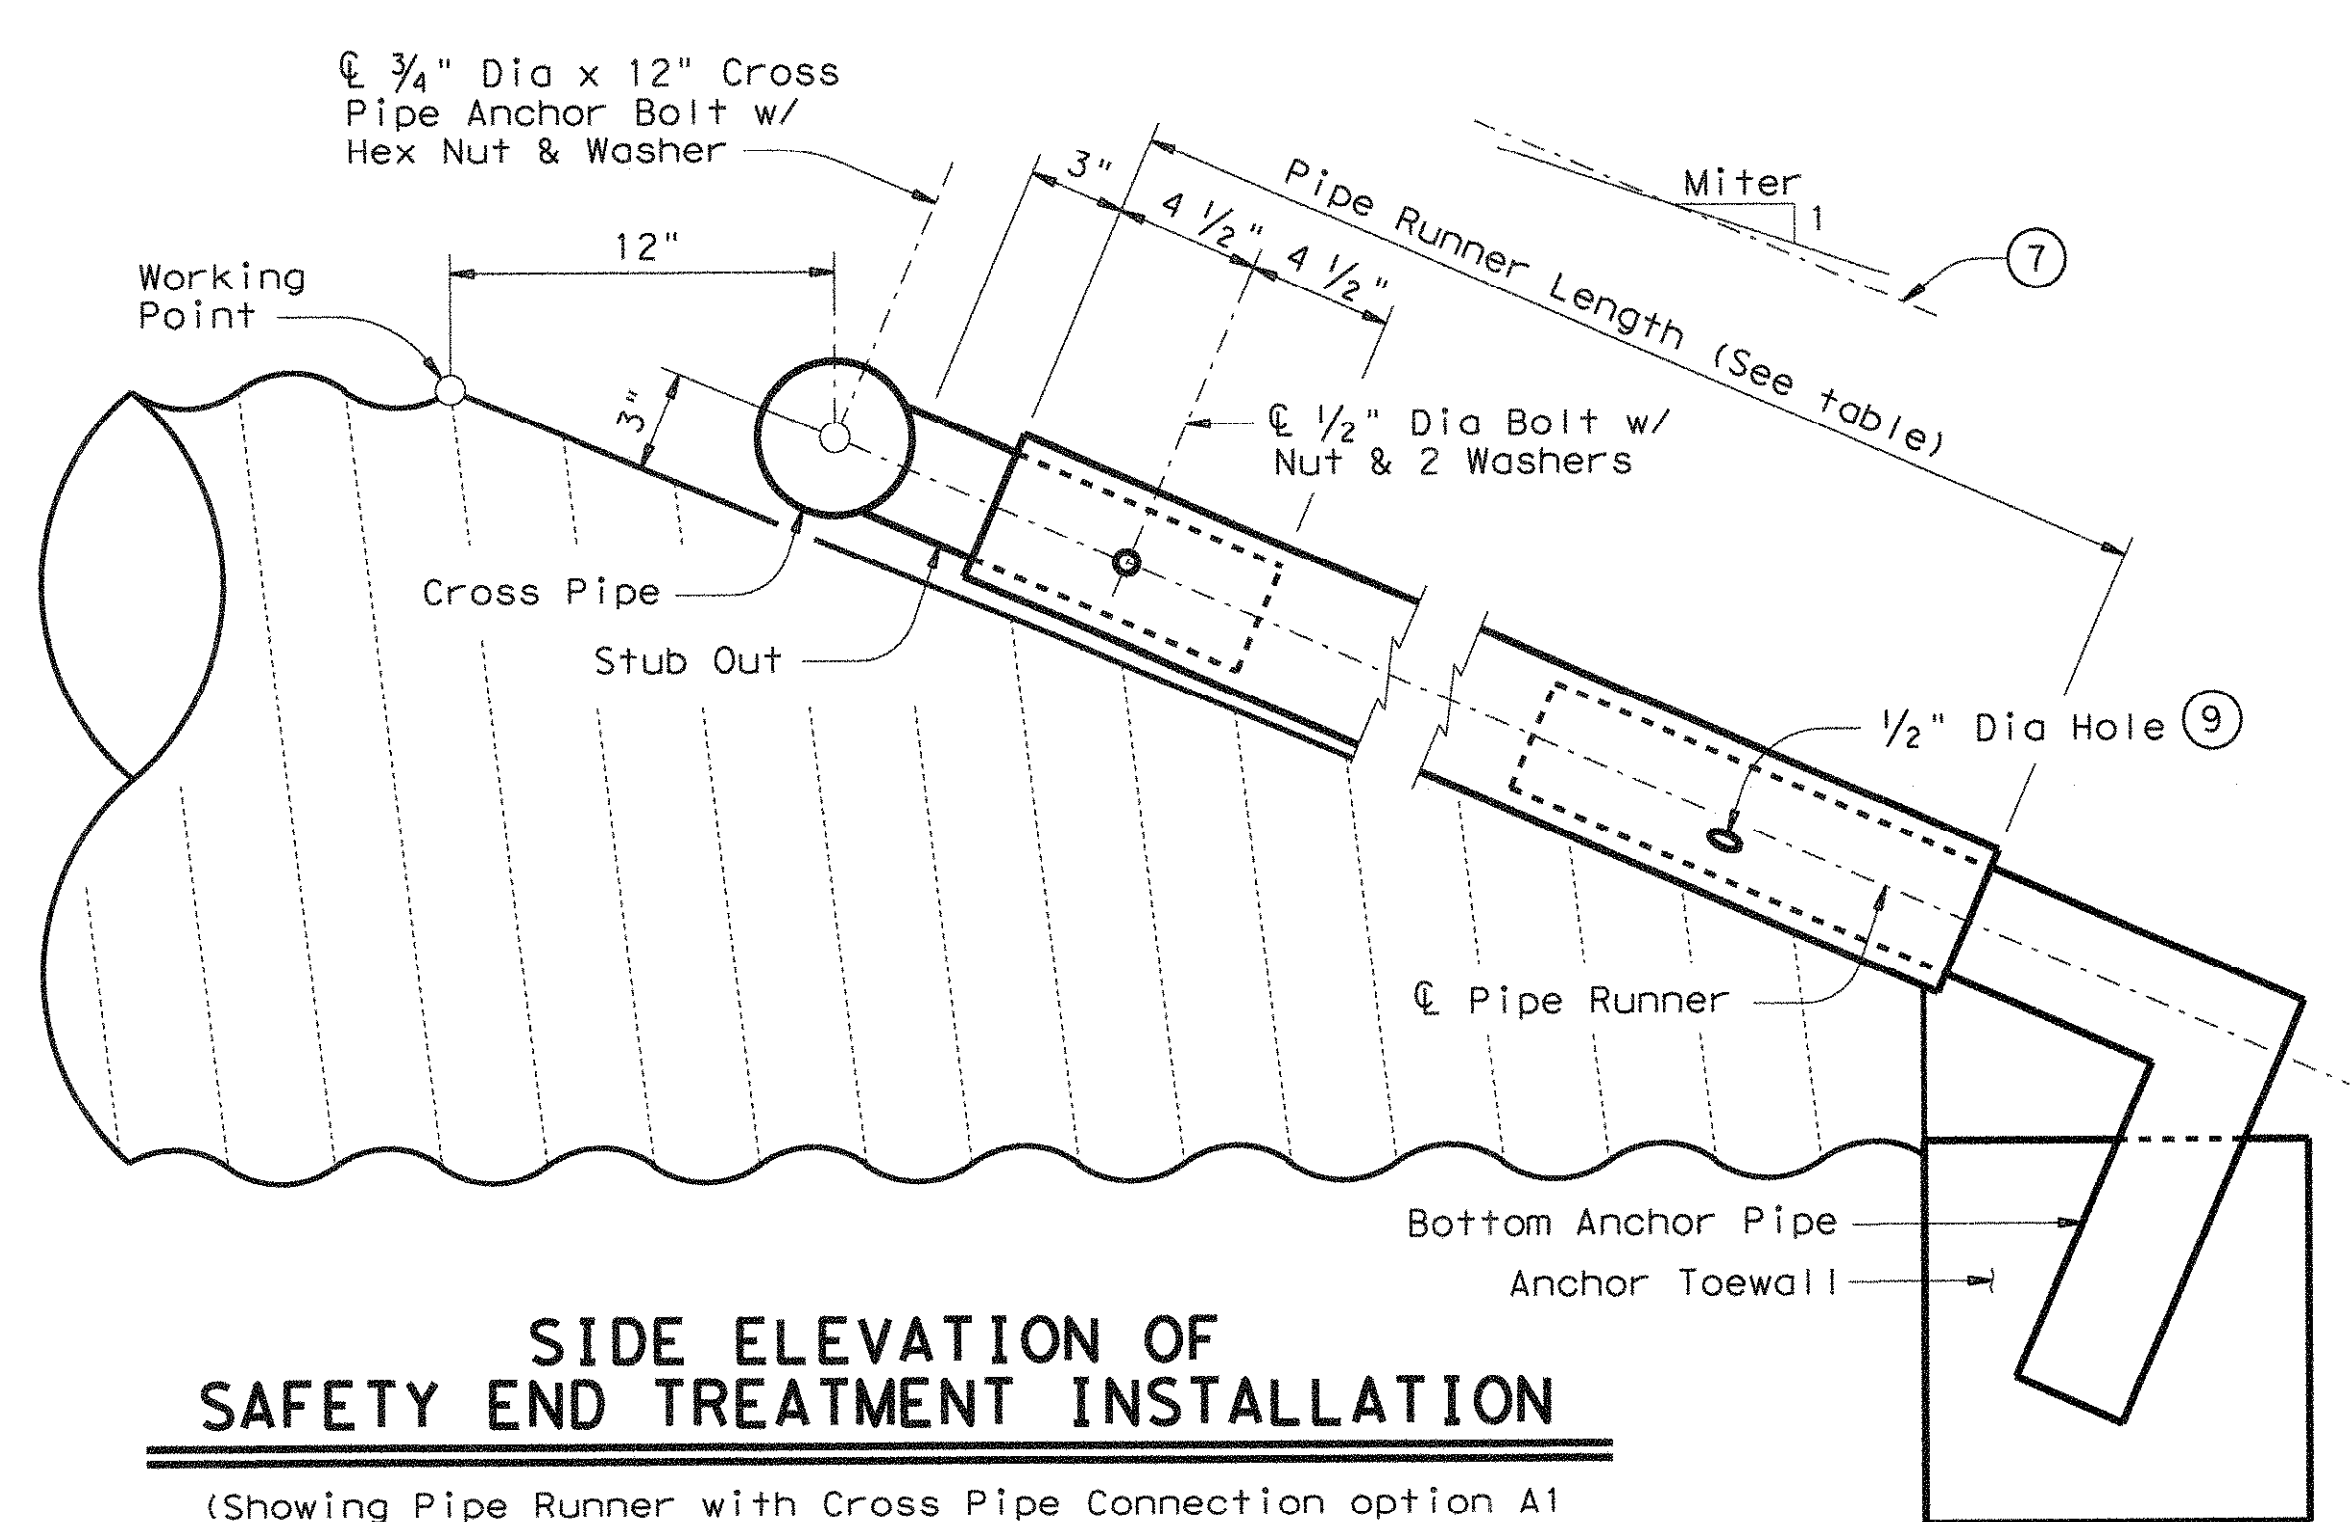 ℄ 3/4" Dia x 12" Cross
Pipe Anchor Bolt w/
Hex Nut & Washer
3"
4 1/2"
4 1/2"
Pipe Runner Length (See table)
Miter
1
7
12"
Working
Point
3"
℄ 1/2" Dia Bolt w/
Nut & 2 Washers
Cross Pipe
Stub Out
1/2" Dia Hole 9
℄ Pipe Runner
Bottom Anchor Pipe
Anchor Toewall
SIDE ELEVATION OF
SAFETY END TREATMENT INSTALLATION
(Showing Pipe Runner with Cross Pipe Connection option A1